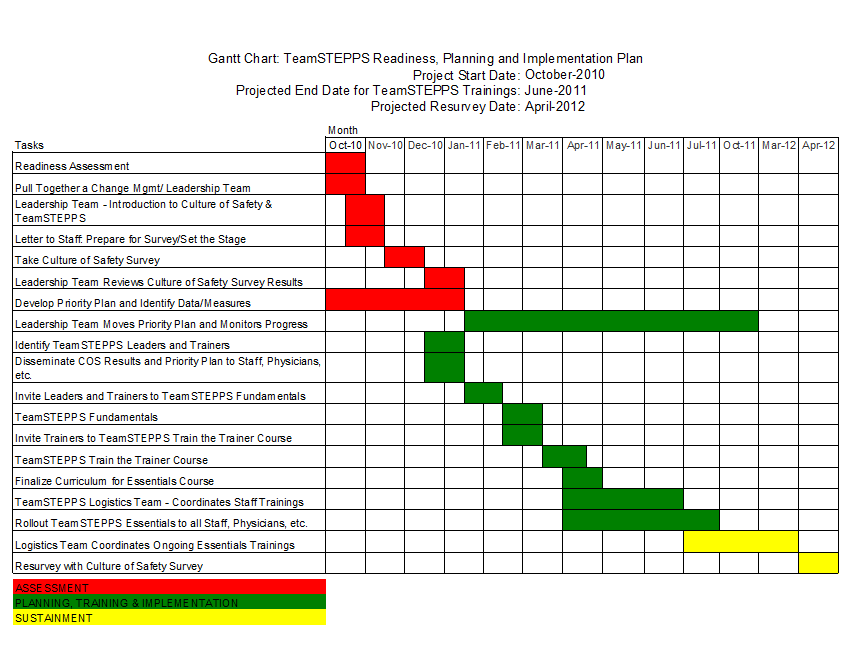 Gantt Chart: TeamSTEPPS Readiness, Planning and Implementation Plan
Project Start Date: October-2010
Projected End Date for TeamSTEPPS Trainings: June-2011
Projected Resurvey Date: April-2012
Month
Tasks Oct-10 Nov-10 Dec-10 Jan-11 Feb-11 Mar-11 Apr-11 May-11 Jun-11 Jul-11 Oct-11 Mar-12 Apr-12
Readiness Assessment
Pull Together a Change Mgmt/ Leadership Team
Leadership Team - Introduction to Culture of Safety &
TeamSTEPPS
Letter to Staff: Prepare for Survey/Set the Stage
Take Culture of Safety Survey
Leadership Team Reviews Culture of Safety Survey Results
Develop Priority Plan and Identify Data/Measures
Leadership Team Moves Priority Plan and Monitors Progress
Identify TeamSTEPPS Leaders and Trainers
Disseminate COS Results and Priority Plan to Staff, Physicians,
etc.
Invite Leaders and Trainers to TeamSTEPPS Fundamentals
TeamSTEPPS Fundamentals
Invite Trainers to TeamSTEPPS Train the Trainer Course
TeamSTEPPS Train the Trainer Course
Finalize Curriculum for Essentials Course
TeamSTEPPS Logistics Team - Coordinates Staff Trainings
Rollout TeamSTEPPS Essentials to all Staff, Physicians, etc.
Logistics Team Coordinates Ongoing Essentials Trainings
Resurvey with Culture of Safety Survey
ASSESSMENT
PLANNING, TRAINING & IMPLEMENTATION
SUSTAINMENT